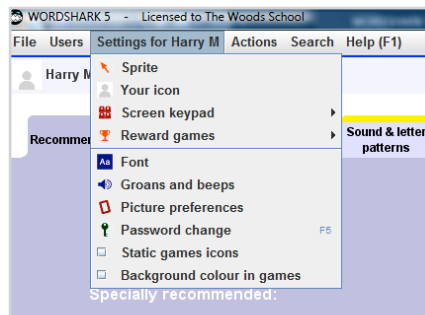 WORDSHARK 5 - Licensed to The Woods School
File Users Settings for Harry M Actions Search Help (F1)
Harry M
Sprite
Your icon
Screen keypad
Reward games
Recommen
Sound & letter
patterns
Aa Font
Groans and beeps
Picture preferences
Password change F5
Static games icons
Background colour in games
Specially recommended: